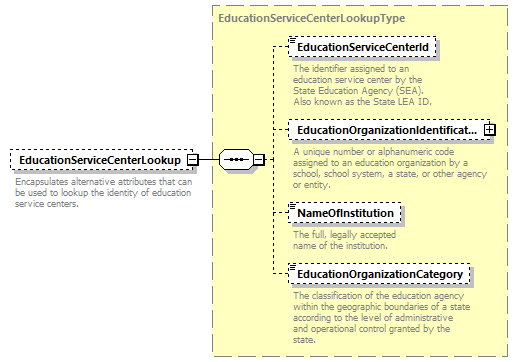 EducationServiceCenterLookupType
EducationServiceCenterId
The identifier assigned to an
education service center by the
State Education Agency (SEA).
Also known as the State LEA ID.
EducationOrganizationIdentificat...
A unique number or alphanumeric code
assigned to an education organization by a
school, school system, a state, or other agency
or entity.
EducationServiceCenterLookup
Encapsulates alternative attributes that can
be used to lookup the identity of education
service centers.
NameOfInstitution
The full, legally accepted
name of the institution.
EducationOrganizationCategory
The classification of the education agency
within the geographic boundaries of a state
according to the level of administrative
and operational control granted by the
state.